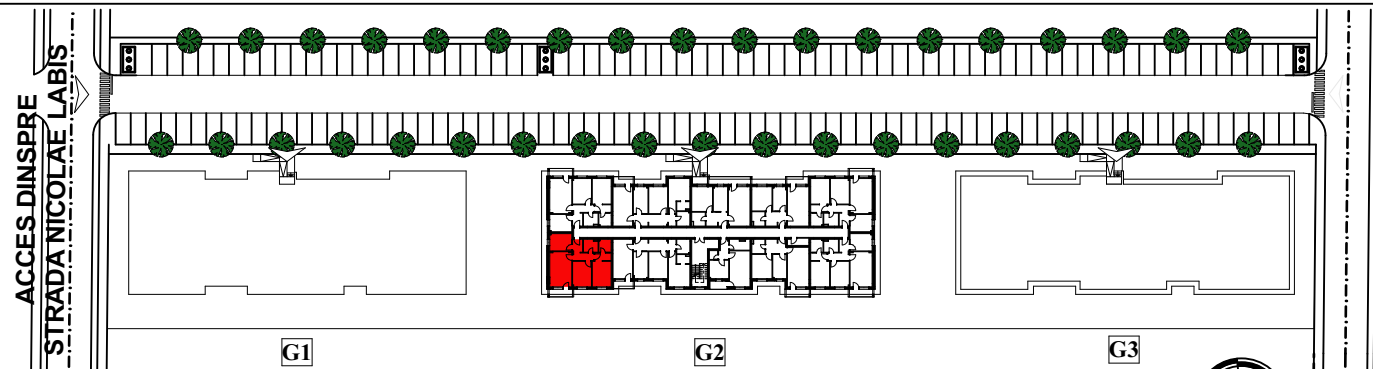 ACCES DINSPRE
STRADA NICOLAE LABIS
G1
G2
G3